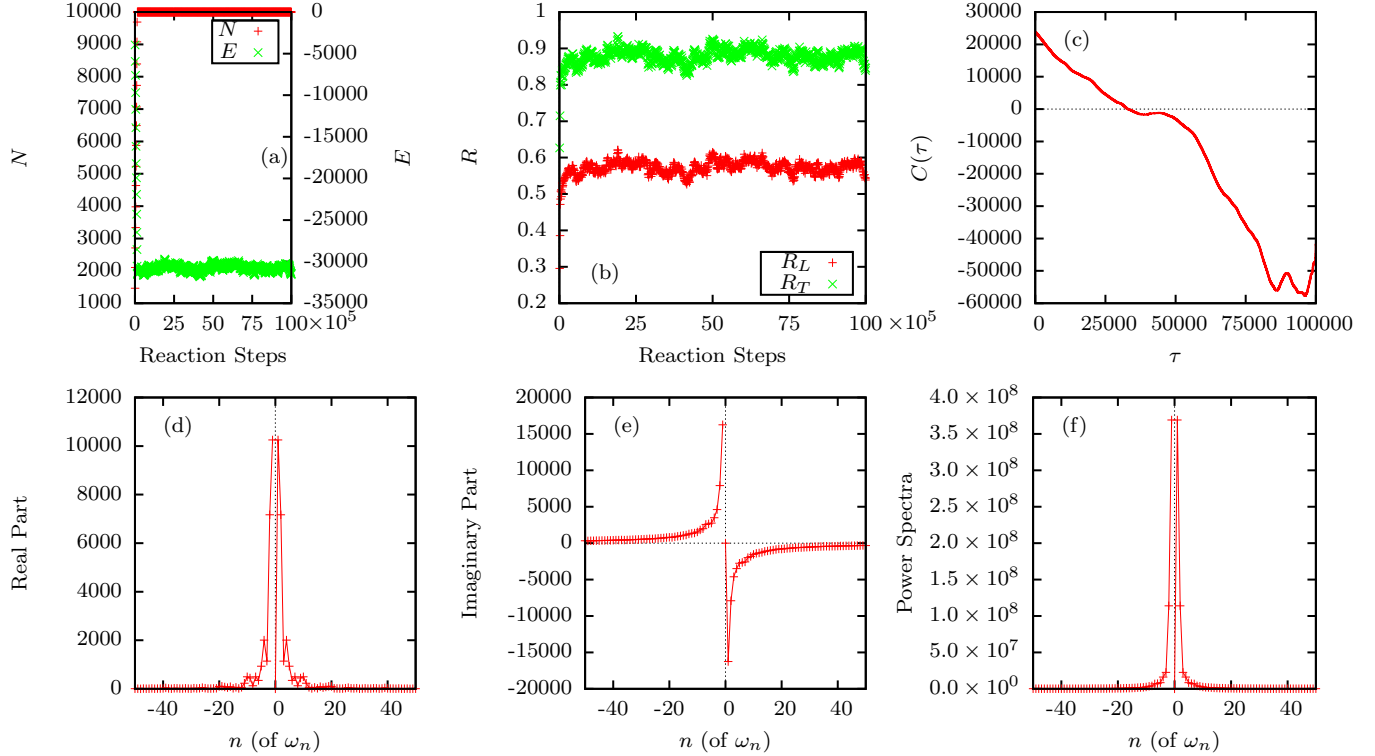 10000
9000
8000
7000
6000
5000
4000
3000
2000
1000
N
0
-5000
-10000
-15000
-20000
-25000
-30000
-35000
E
N
E
(a)
0 25 50 75 100 ×10^5
Reaction Steps
1
0.9
0.8
0.7
0.6
0.5
0.4
0.3
0.2
R
(b)
R_L
R_T
0 25 50 75 100 ×10^5
Reaction Steps
30000
20000
10000
0
-10000
-20000
-30000
-40000
-50000
-60000
C(τ)
(c)
0 25000 50000 75000 100000
τ
12000
10000
8000
6000
4000
2000
0
Real Part
(d)
-40 -20 0 20 40
n (of ω_n)
20000
15000
10000
5000
0
-5000
-10000
-15000
-20000
Imaginary Part
(e)
-40 -20 0 20 40
n (of ω_n)
4.0 × 10^8
3.5 × 10^8
3.0 × 10^8
2.5 × 10^8
2.0 × 10^8
1.5 × 10^8
1.0 × 10^8
5.0 × 10^7
0.0 × 10^0
Power Spectra
(f)
-40 -20 0 20 40
n (of ω_n)